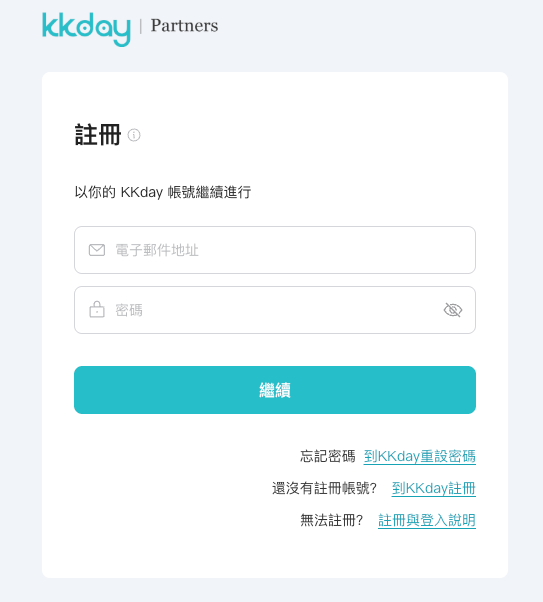 kkday | Partners
註冊
以你的 KKday 帳號繼續進行
電子郵件地址
密碼
繼續
忘記密碼 到KKday重設密碼
還沒有註冊帳號? 到KKday註冊
無法註冊? 註冊與登入說明